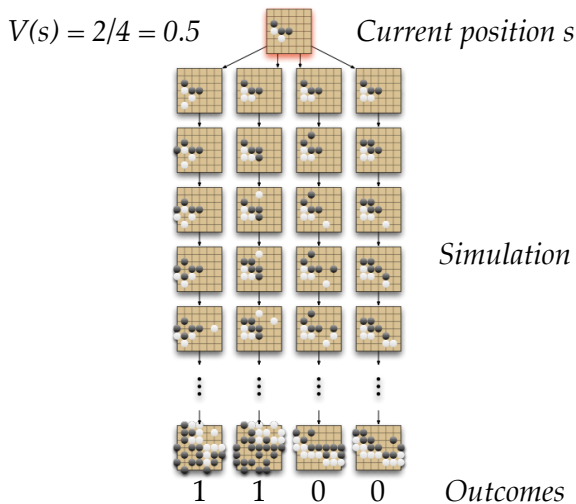 V(s) = 2/4 = 0.5
Current position s
Simulation
1 1 0 0
Outcomes